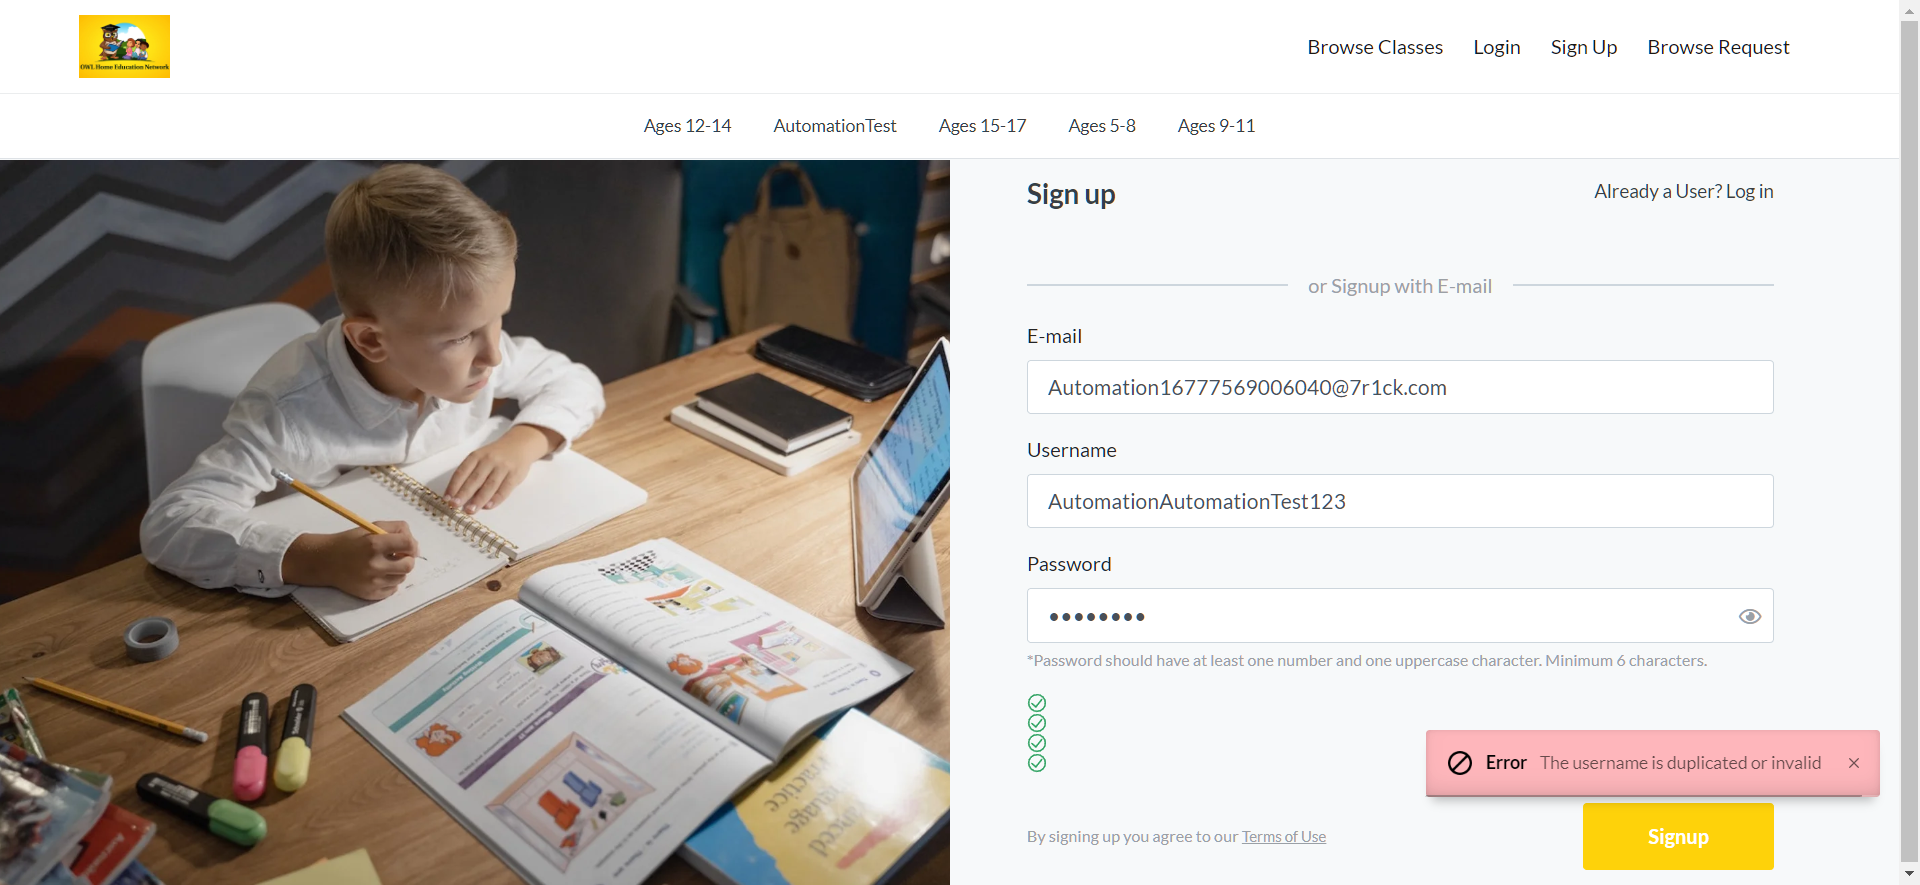 OWL Home Education Network
Browse Classes
Login
Sign Up
Browse Request
Ages 12-14
AutomationTest
Ages 15-17
Ages 5-8
Ages 9-11
Sign up
Already a User? Log in
or Signup with E-mail
E-mail
Automation16777569006040@7r1ck.com
Username
AutomationAutomationTest123
Password
*Password should have at least one number and one uppercase character. Minimum 6 characters.
Error The username is duplicated or invalid
By signing up you agree to our Terms of Use
Signup